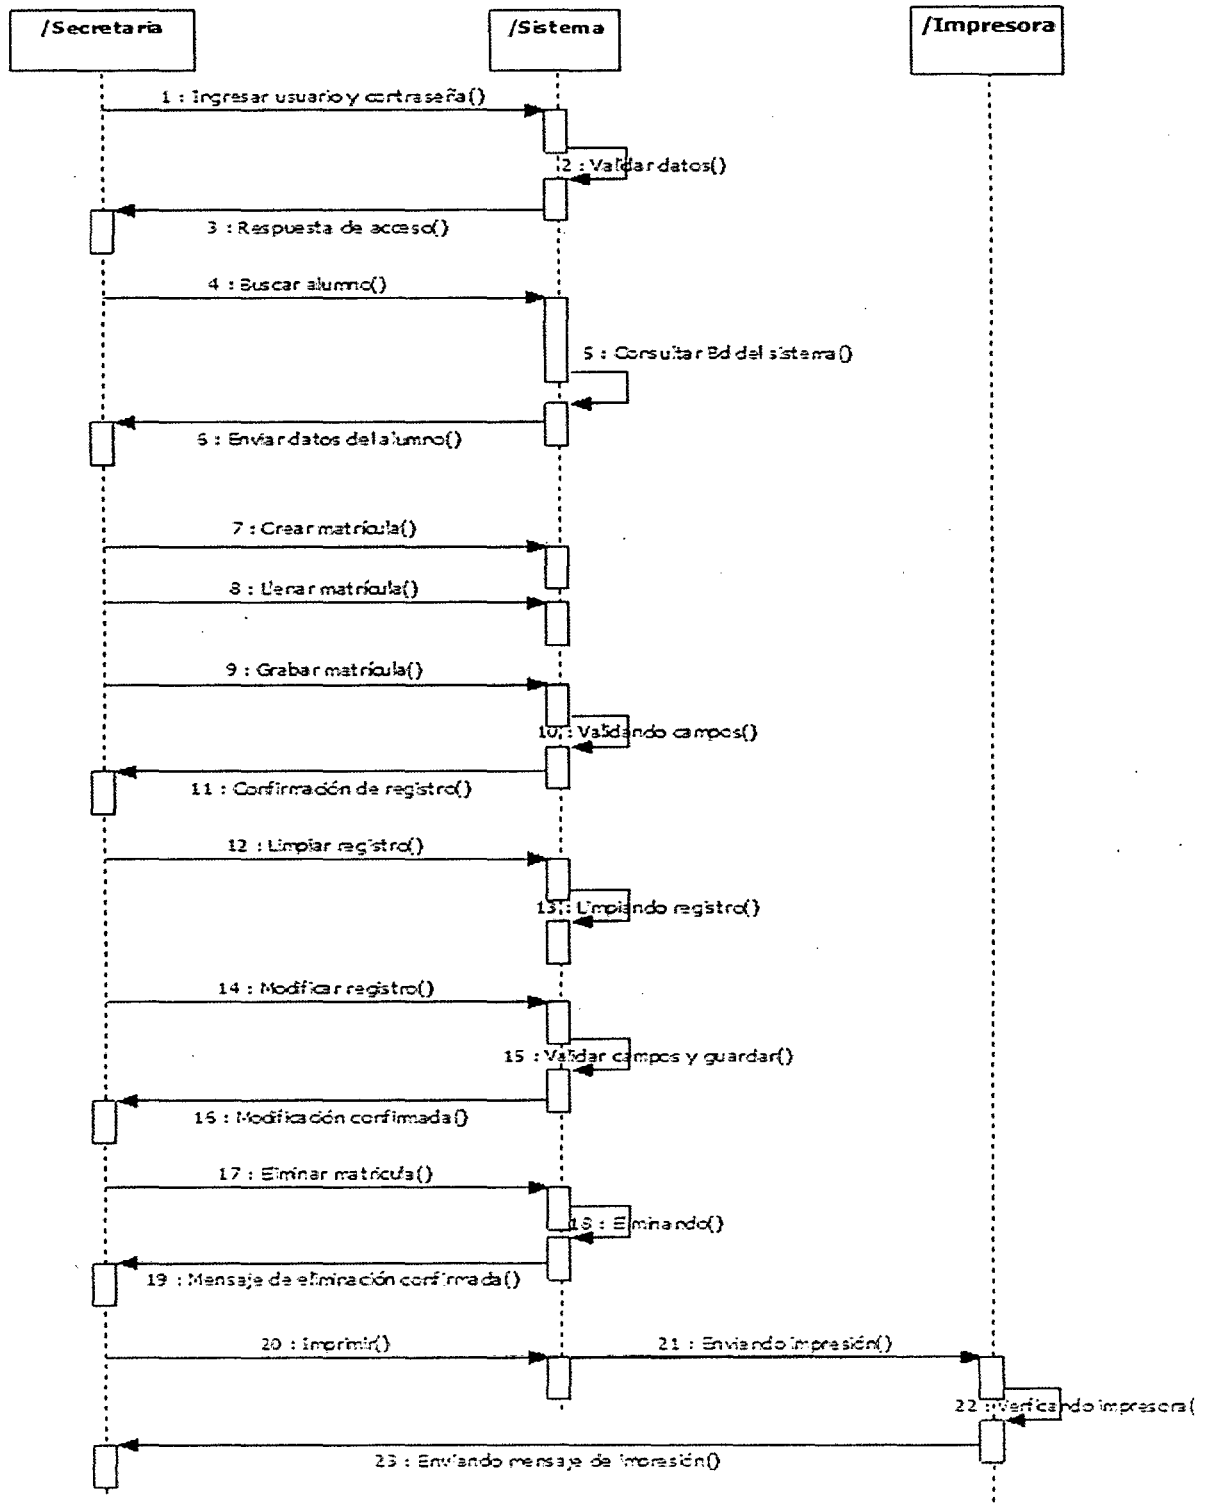 /Secretaria
/Sistema
/Impresora
1 : Ingresar usuario y contraseña()
2 : Validar datos()
3 : Respuesta de acceso()
4 : Buscar alumno()
5 : Consultar Bd del sistema()
6 : Enviar datos del alumno()
7 : Crear matrícula()
8 : Llenar matrícula()
9 : Grabar matrícula()
10 : Validando campos()
11 : Confirmación de registro()
12 : Limpiar registro()
13 : Limpiando registro()
14 : Modificar registro()
15 : Validar campos y guardar()
16 : Modificación confirmada()
17 : Eliminar matrícula()
18 : Eliminando()
19 : Mensaje de eliminación confirmada()
20 : Imprimir()
21 : Enviando impresión()
22 : Verficando impresora(
23 : Enviando mensaje de impresión()